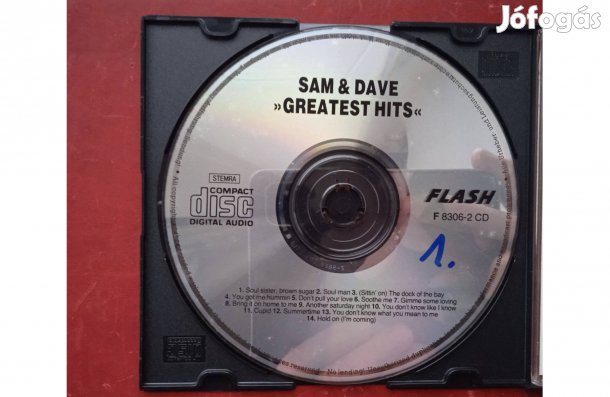 Jófogás
SAM & DAVE
»GREATEST HITS«
STEMRA
COMPACT
disc
DIGITAL AUDIO
FLASH
F 8306-2 CD
1.
1. Soul sister, brown sugar 2. Soul man 3. (Sittin' on) The dock of the bay
4. You got me hummin 5. Don't pull your love 6. Soothe me 7. Gimme some loving
8. Bring it on home to me 9. Another saturday night 10. You don't know like I know
11. Cupid 12. Summertime 13. You don't know what you mean to me
14. Hold on (I'm coming)